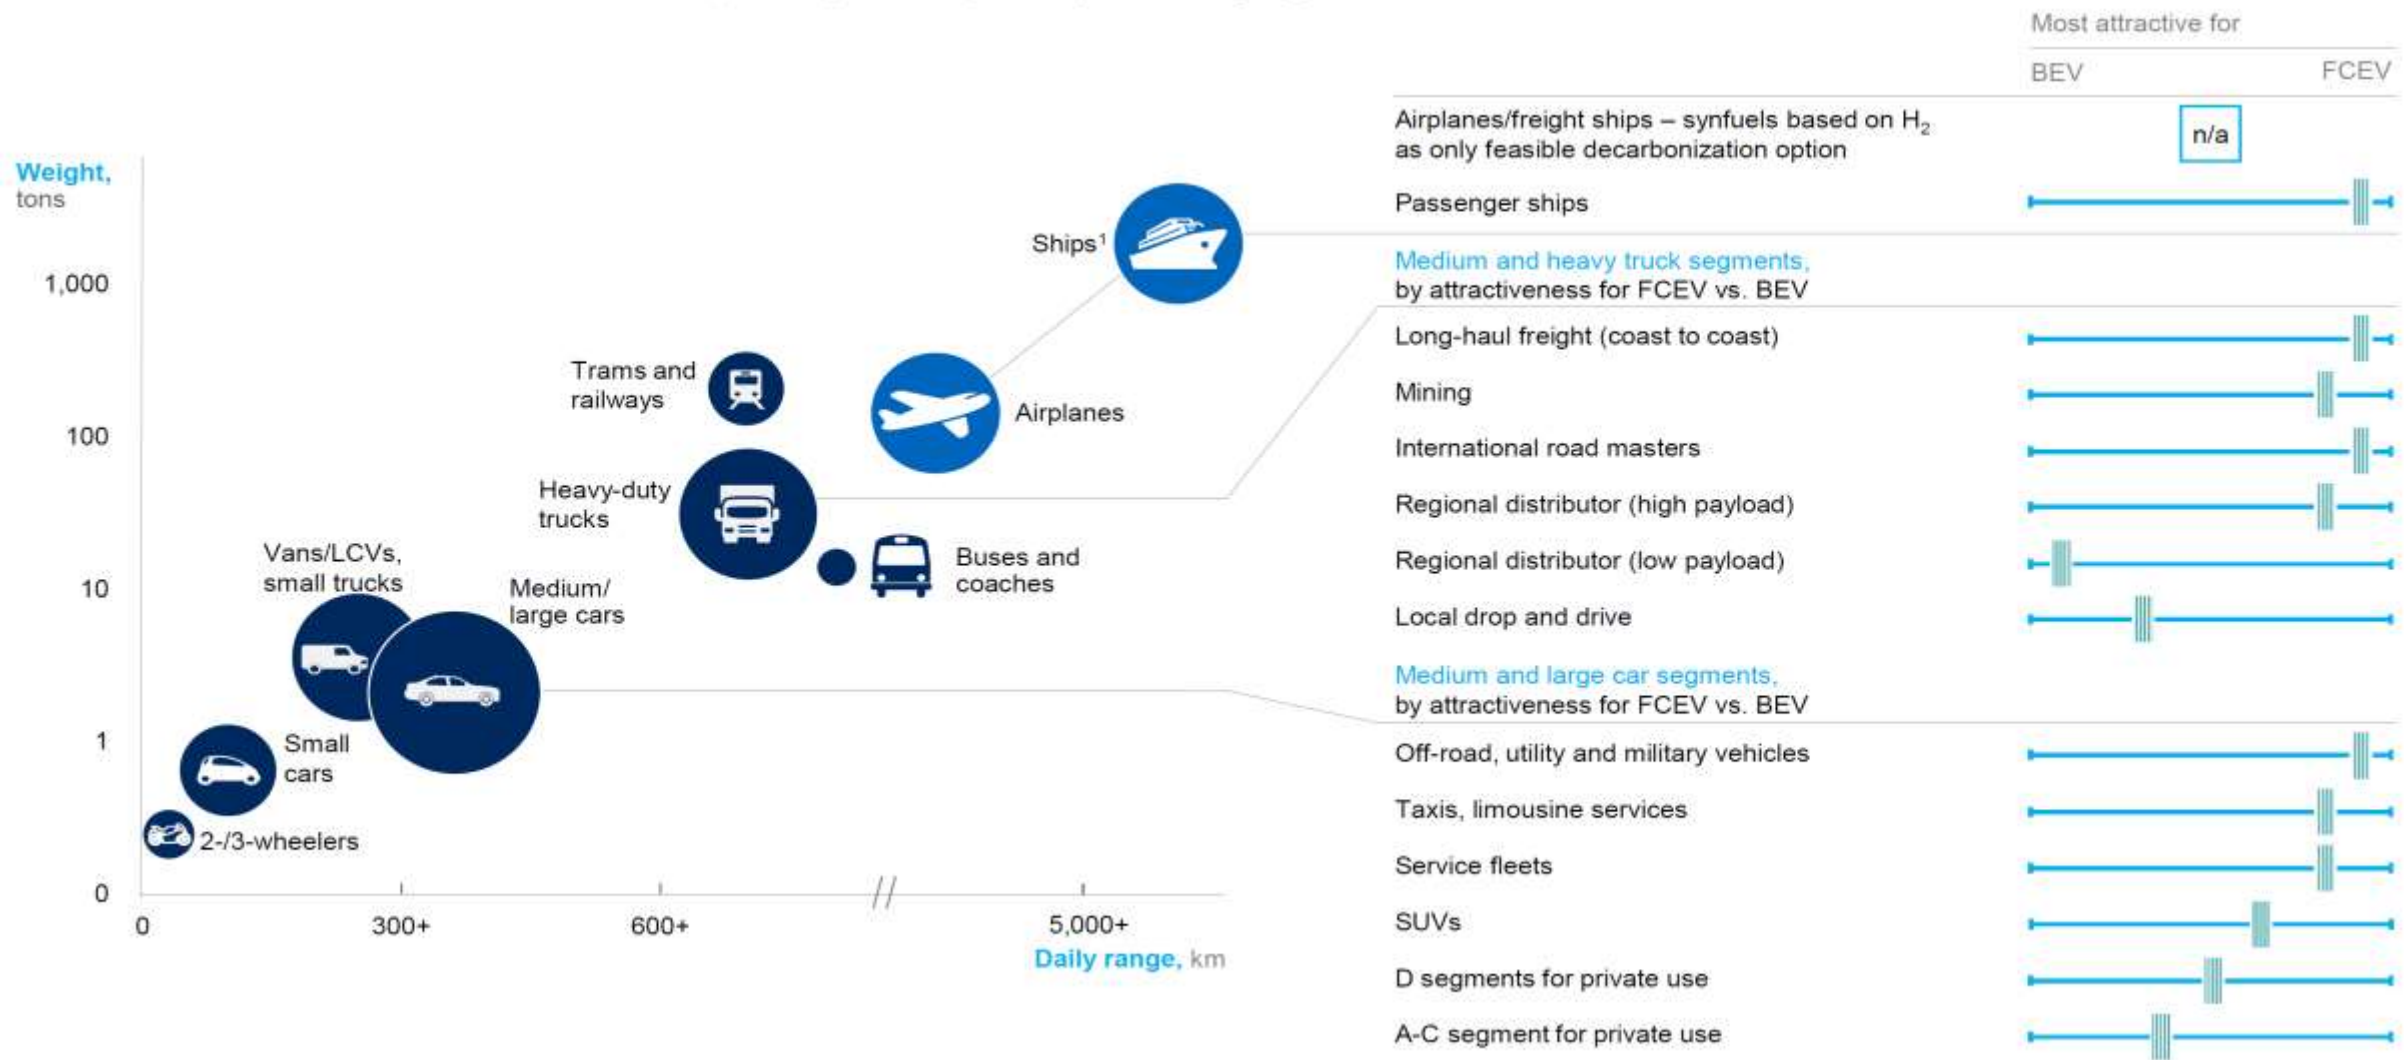 Weight,
tons
1,000
100
10
1
0
0
300+
600+
5,000+
Daily range, km
Ships¹
Airplanes
Trams and
railways
Heavy-duty
trucks
Buses and
coaches
Vans/LCVs,
small trucks
Medium/
large cars
Small
cars
2-/3-wheelers
Most attractive for
BEV FCEV
Airplanes/freight ships – synfuels based on H₂
as only feasible decarbonization option
n/a
Passenger ships
Medium and heavy truck segments,
by attractiveness for FCEV vs. BEV
Long-haul freight (coast to coast)
Mining
International road masters
Regional distributor (high payload)
Regional distributor (low payload)
Local drop and drive
Medium and large car segments,
by attractiveness for FCEV vs. BEV
Off-road, utility and military vehicles
Taxis, limousine services
Service fleets
SUVs
D segments for private use
A-C segment for private use